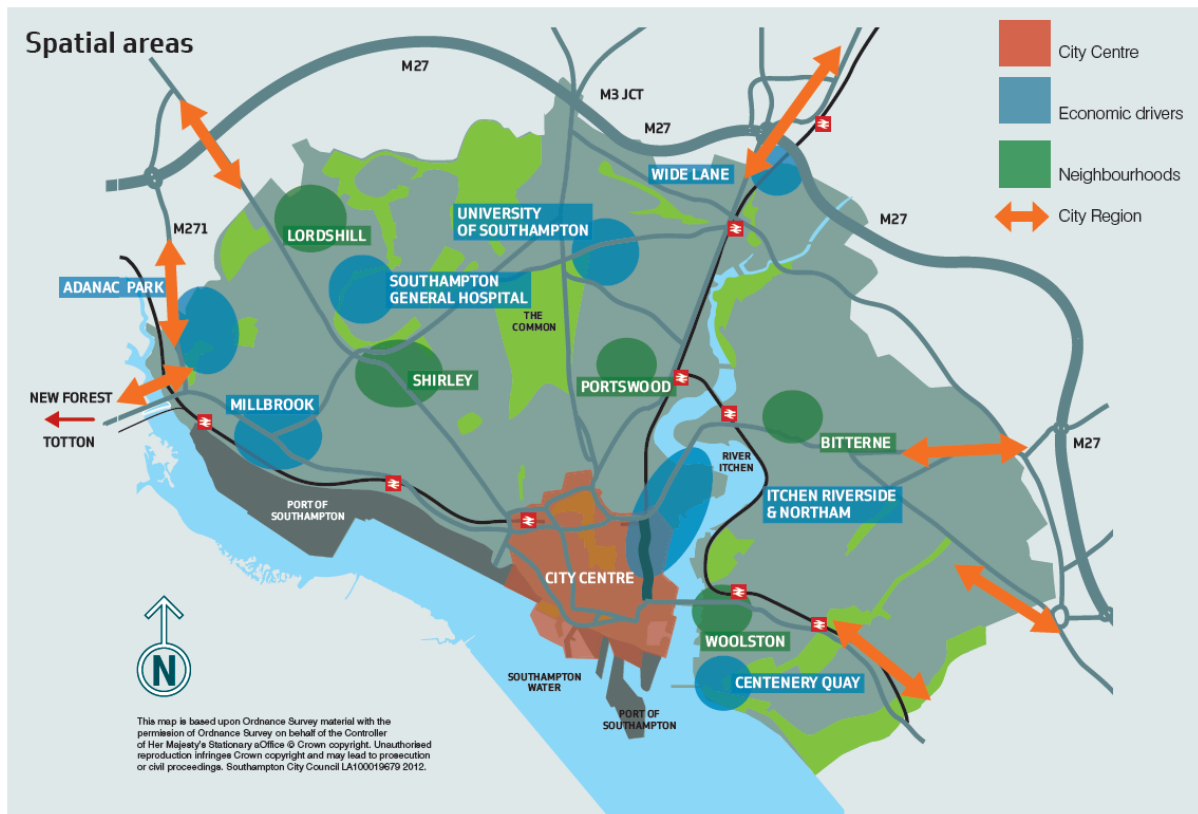 Spatial areas
M27
M3 JCT
M27
City Centre
Economic drivers
Neighbourhoods
City Region
WIDE LANE
M27
M271
LORDSHILL
UNIVERSITY
OF SOUTHAMPTON
ADANAC PARK
SOUTHAMPTON
GENERAL HOSPITAL
THE
COMMON
SHIRLEY
PORTSWOOD
NEW FOREST
TOTTON
MILLBROOK
BITTERNE
M27
RIVER
ITCHEN
ITCHEN RIVERSIDE
& NORTHAM
PORT OF
SOUTHAMPTON
CITY CENTRE
WOOLSTON
N
SOUTHAMPTON
WATER
CENTENERY QUAY
PORT OF
SOUTHAMPTON
This map is based upon Ordnance Survey material with the
permission of Ordnance Survey on behalf of the Controller
of Her Majesty's Stationary aOffice © Crown copyright. Unauthorised
reproduction infringes Crown copyright and may lead to prosecution
or civil proceedings. Southampton City Council LA100019679 2012.